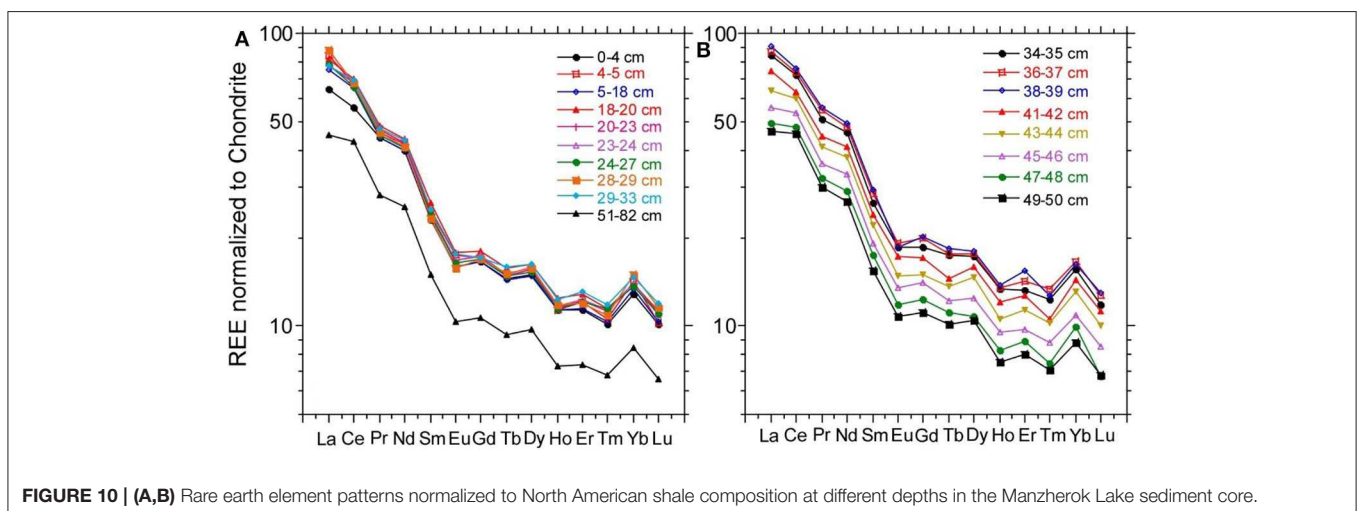 A
B
REE normalized to Chondrite
100
50
10
0-4 cm
4-5 cm
5-18 cm
18-20 cm
20-23 cm
23-24 cm
24-27 cm
28-29 cm
29-33 cm
51-82 cm
La Ce Pr Nd Sm Eu Gd Tb Dy Ho Er Tm Yb Lu
100
50
10
34-35 cm
36-37 cm
38-39 cm
41-42 cm
43-44 cm
45-46 cm
47-48 cm
49-50 cm
La Ce Pr Nd Sm Eu Gd Tb Dy Ho Er Tm Yb Lu
FIGURE 10 | (A,B) Rare earth element patterns normalized to North American shale composition at different depths in the Manzherok Lake sediment core.